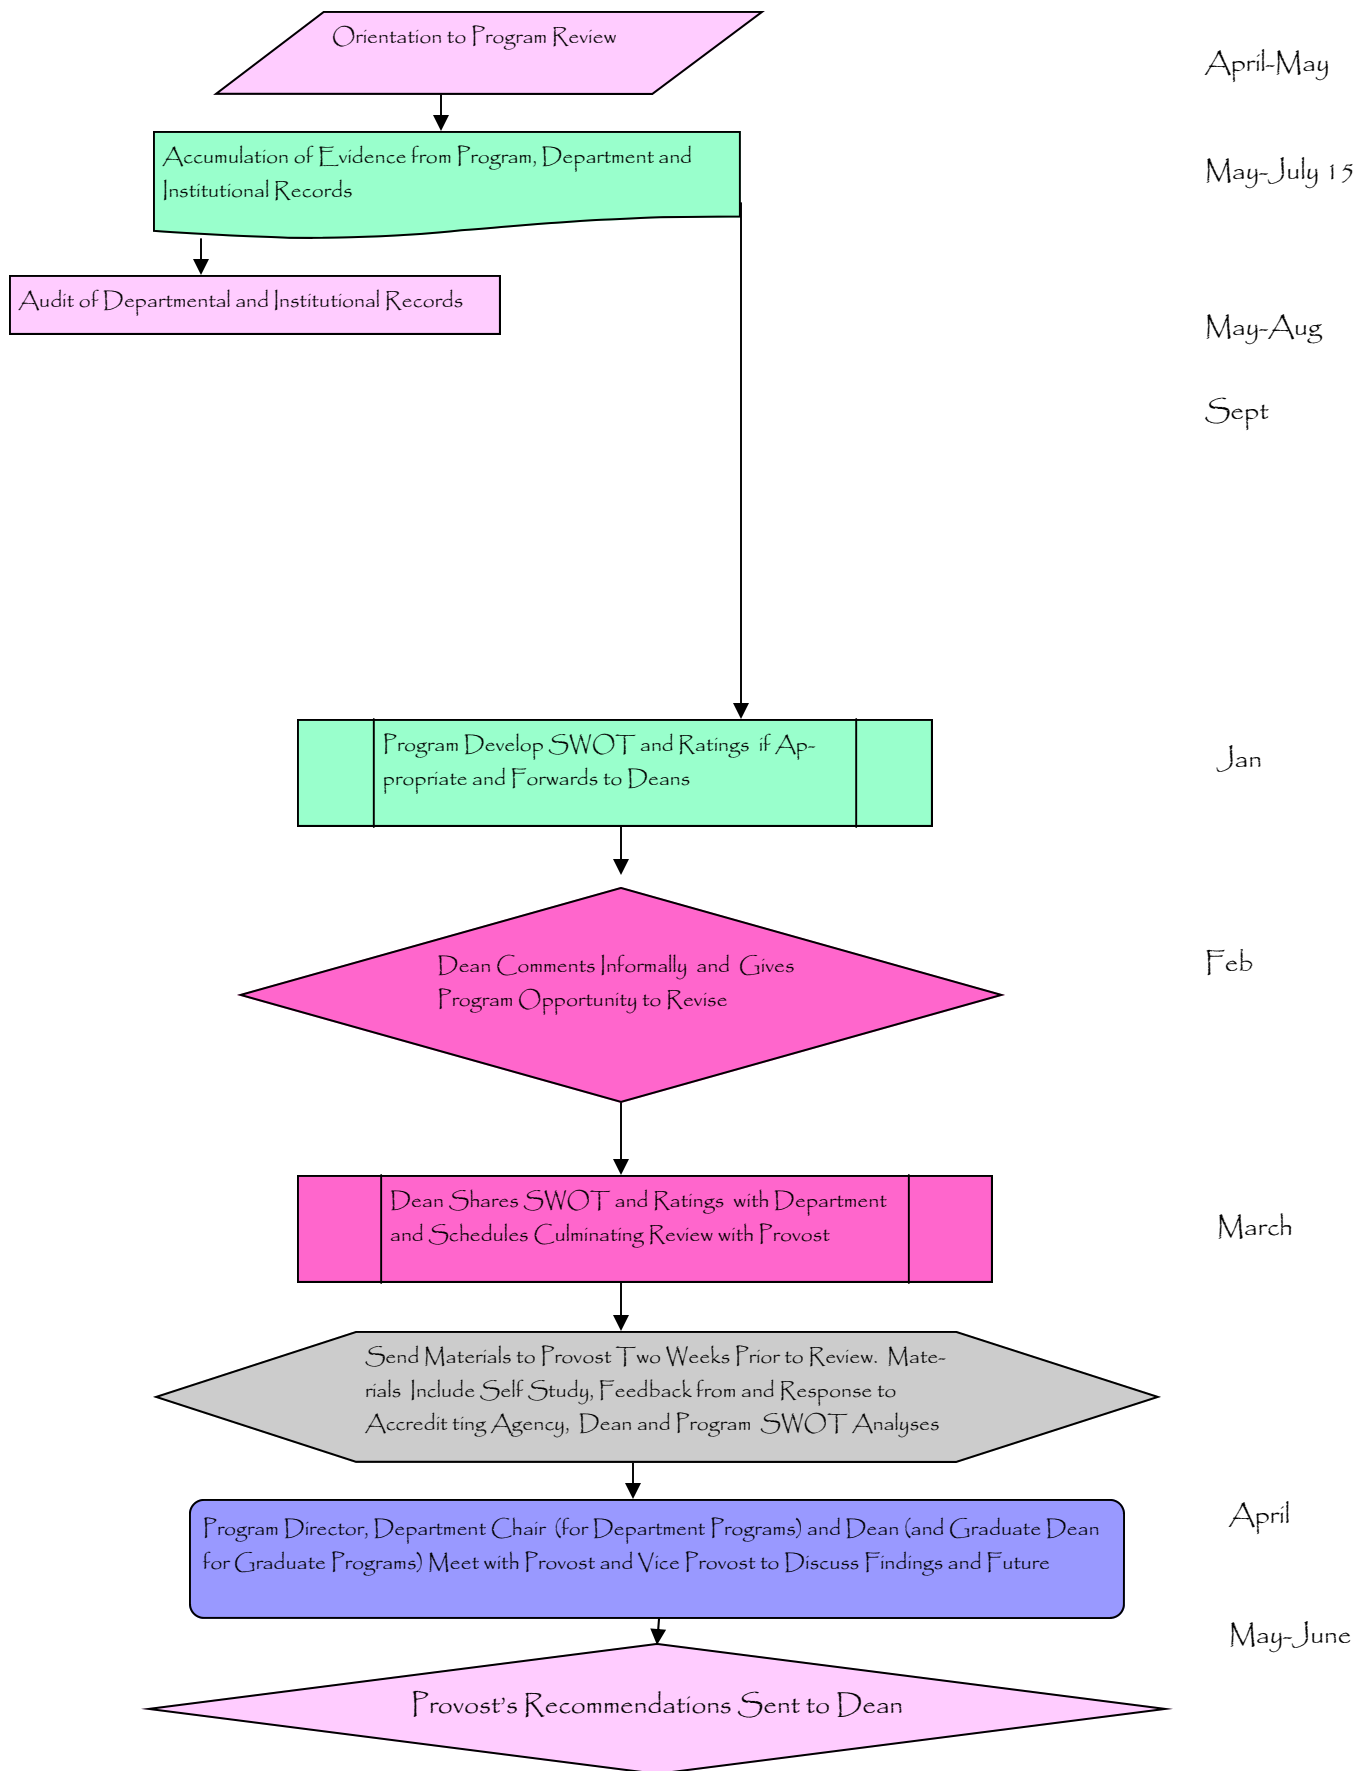 Orientation to Program Review
April-May
Accumulation of Evidence from Program, Department and
Institutional Records
May-July 15
Audit of Departmental and Institutional Records
May-Aug
Sept
Program Develop SWOT and Ratings if Ap-
propriate and Forwards to Deans
Jan
Dean Comments Informally and Gives
Program Opportunity to Revise
Feb
Dean Shares SWOT and Ratings with Department
and Schedules Culminating Review with Provost
March
Send Materials to Provost Two Weeks Prior to Review. Mate-
rials Include Self Study, Feedback from and Response to
Accredit ting Agency, Dean and Program SWOT Analyses
Program Director, Department Chair (for Department Programs) and Dean (and Graduate Dean
for Graduate Programs) Meet with Provost and Vice Provost to Discuss Findings and Future
April
May-June
Provost's Recommendations Sent to Dean